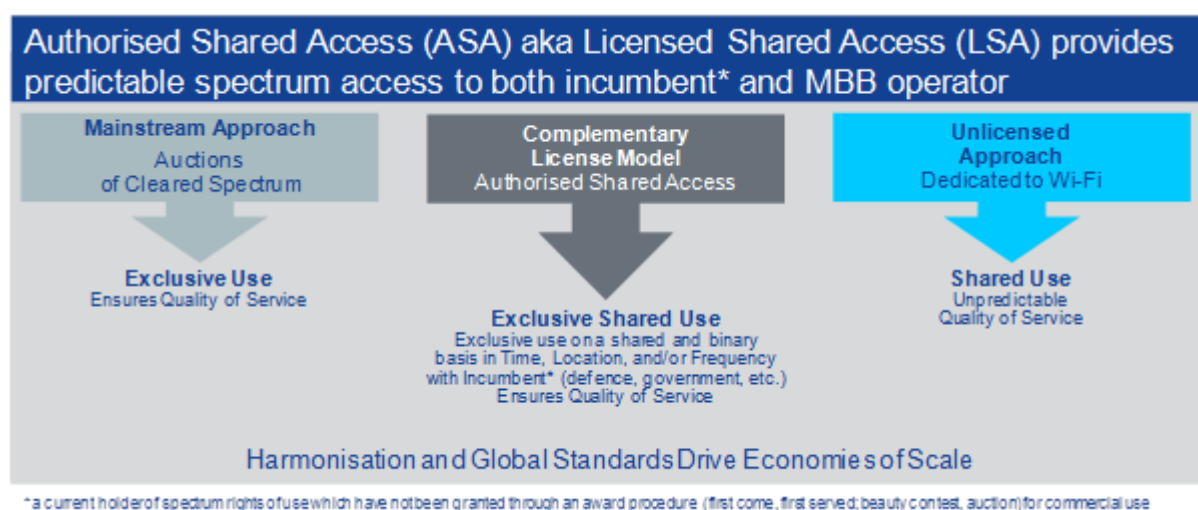 Authorised Shared Access (ASA) aka Licensed Shared Access (LSA) provides
predictable spectrum access to both incumbent* and MBB operator
Mainstream Approach
Auctions
of Cleared Spectrum
Exclusive Use
Ensures Quality of Service
Complementary
License Model
Authorised Shared Access
Exclusive Shared Use
Exclusive use on a shared and binary
basis in Time, Location, and/or Frequency
with Incumbent* (defence, government, etc.)
Ensures Quality of Service
Unlicensed
Approach
Dedicated to Wi-Fi
Shared Use
Unpredictable
Quality of Service
Harmonisation and Global Standards Drive Economies of Scale
*a current holder of spectrum rights of use which have not been granted through an award procedure (first come, first served; beauty contest, auction) for commercial use